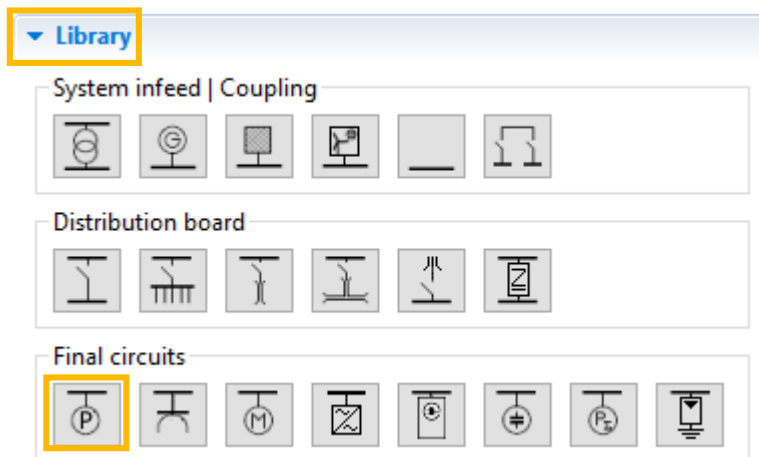 Library
System infeed | Coupling
G
Distribution board
Z
Final circuits
P
M